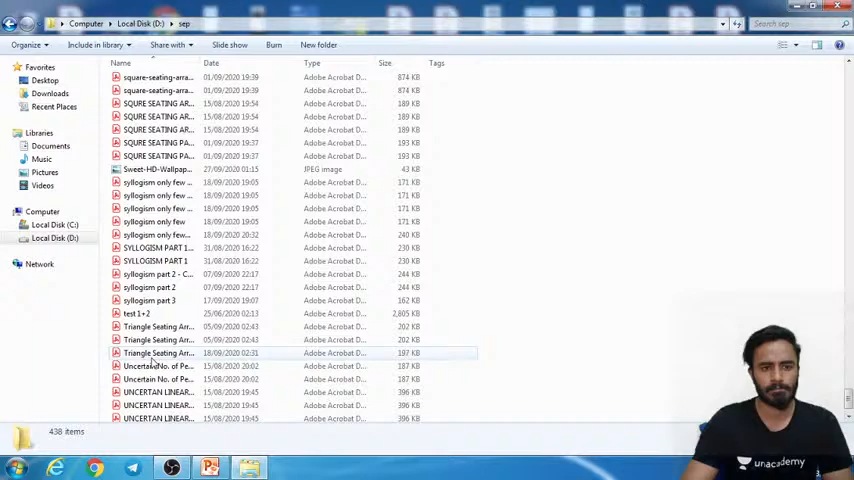 Computer ▸ Local Disk (D:) ▸ sep
Search sep
Organize ▾ Include in library ▾ Share with ▾ Slide show Burn New folder
Name Date Type Size Tags
Favorites
Desktop
Downloads
Recent Places
Libraries
Documents
Music
Pictures
Videos
Computer
Local Disk (C:)
Local Disk (D:)
Network
square-seating-arra... 01/09/2020 19:39 Adobe Acrobat D... 874 KB
square-seating-arra... 01/09/2020 19:39 Adobe Acrobat D... 874 KB
SQURE SEATING AR... 15/08/2020 19:54 Adobe Acrobat D... 189 KB
SQURE SEATING AR... 15/08/2020 19:54 Adobe Acrobat D... 189 KB
SQURE SEATING AR... 15/08/2020 19:54 Adobe Acrobat D... 189 KB
SQURE SEATING PA... 01/09/2020 19:37 Adobe Acrobat D... 193 KB
SQURE SEATING PA... 01/09/2020 19:37 Adobe Acrobat D... 193 KB
Sweet-HD-Wallpap... 27/09/2020 01:15 JPEG image 43 KB
syllogism only few ... 18/09/2020 19:05 Adobe Acrobat D... 171 KB
syllogism only few ... 18/09/2020 19:05 Adobe Acrobat D... 171 KB
syllogism only few ... 18/09/2020 19:05 Adobe Acrobat D... 171 KB
syllogism only few 18/09/2020 19:05 Adobe Acrobat D... 171 KB
syllogism only few... 18/09/2020 20:32 Adobe Acrobat D... 240 KB
SYLLOGISM PART 1... 31/08/2020 16:22 Adobe Acrobat D... 230 KB
SYLLOGISM PART 1 31/08/2020 16:22 Adobe Acrobat D... 230 KB
syllogism part 2 - C... 07/09/2020 22:17 Adobe Acrobat D... 244 KB
syllogism part 2 07/09/2020 22:17 Adobe Acrobat D... 244 KB
syllogism part 3 17/09/2020 19:07 Adobe Acrobat D... 162 KB
test 1+2 25/06/2020 02:13 Adobe Acrobat D... 2,805 KB
Triangle Seating Arr... 05/09/2020 02:43 Adobe Acrobat D... 202 KB
Triangle Seating Arr... 05/09/2020 02:43 Adobe Acrobat D... 202 KB
Triangle Seating Arr... 18/09/2020 02:31 Adobe Acrobat D... 197 KB
Uncertain No. of Pe... 15/08/2020 20:02 Adobe Acrobat D... 187 KB
Uncertain No. of Pe... 15/08/2020 20:02 Adobe Acrobat D... 187 KB
UNCERTAN LINEAR... 15/08/2020 19:45 Adobe Acrobat D... 396 KB
UNCERTAN LINEAR... 15/08/2020 19:45 Adobe Acrobat D... 396 KB
UNCERTAN LINEAR... 15/08/2020 19:45 Adobe Acrobat D... 396 KB
438 items
unacademy